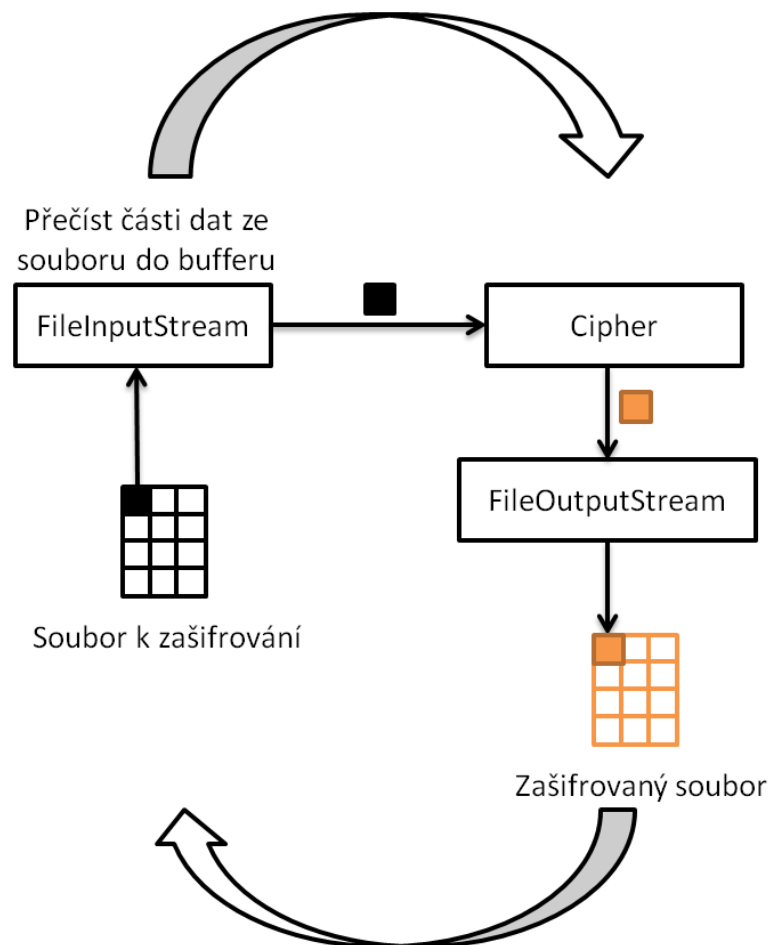 Přečíst části dat ze
souboru do bufferu
FileInputStream
Cipher
FileOutputStream
Soubor k zašifrování
Zašifrovaný soubor